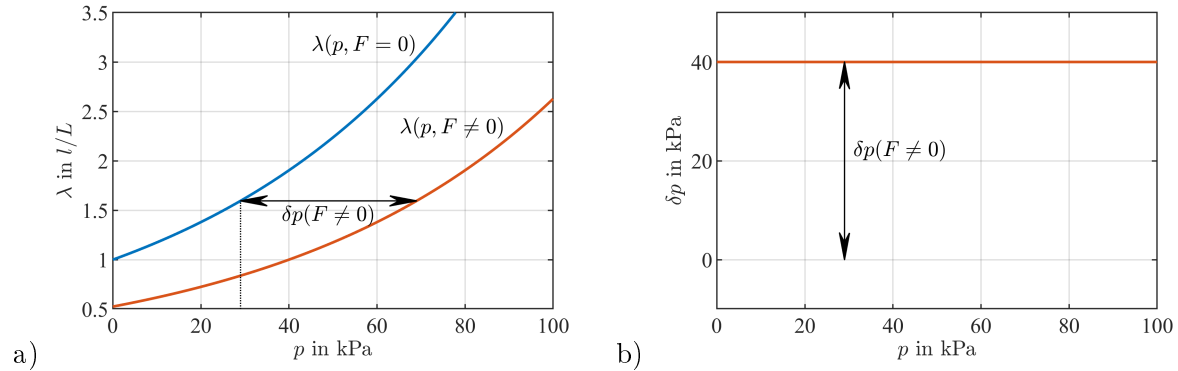 3.5
3
2.5
2
1.5
1
0.5
λ in l/L
λ(p, F = 0)
λ(p, F ≠ 0)
δp(F ≠ 0)
0 20 40 60 80 100
p in kPa
a)
40
20
0
δp in kPa
δp(F ≠ 0)
0 20 40 60 80 100
p in kPa
b)